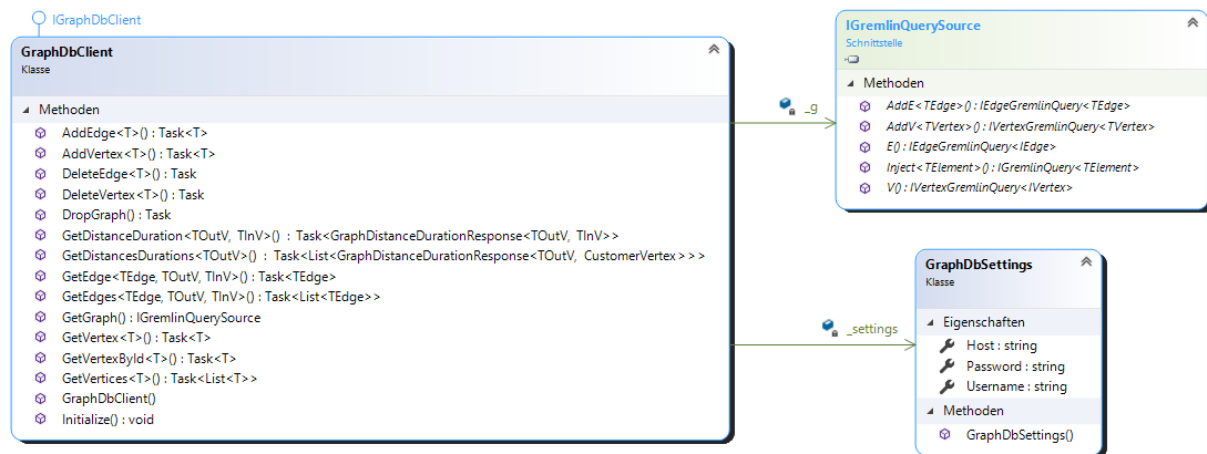 IGraphDbClient
GraphDbClient
Klasse
Methoden
AddEdge<T>() : Task<T>
AddVertex<T>() : Task<T>
DeleteEdge<T>() : Task
DeleteVertex<T>() : Task
DropGraph() : Task
GetDistanceDuration<TOutV, TInV>() : Task<GraphDistanceDurationResponse<TOutV, TInV>>
GetDistancesDurations<TOutV>() : Task<List<GraphDistanceDurationResponse<TOutV, CustomerVertex>>>
GetEdge<TEdge, TOutV, TInV>() : Task<TEdge>
GetEdges<TEdge, TOutV, TInV>() : Task<List<TEdge>>
GetGraph() : IGremlinQuerySource
GetVertex<T>() : Task<T>
GetVertexById<T>() : Task<T>
GetVertices<T>() : Task<List<T>>
GraphDbClient()
Initialize() : void
_g
IGremlinQuerySource
Schnittstelle
Methoden
AddE<TEdge>() : IEdgeGremlinQuery<TEdge>
AddV<TVertex>() : IVertexGremlinQuery<TVertex>
E() : IEdgeGremlinQuery<IEdge>
Inject<TElement>() : IGremlinQuery<TElement>
V() : IVertexGremlinQuery<IVertex>
_settings
GraphDbSettings
Klasse
Eigenschaften
Host : string
Password : string
Username : string
Methoden
GraphDbSettings()